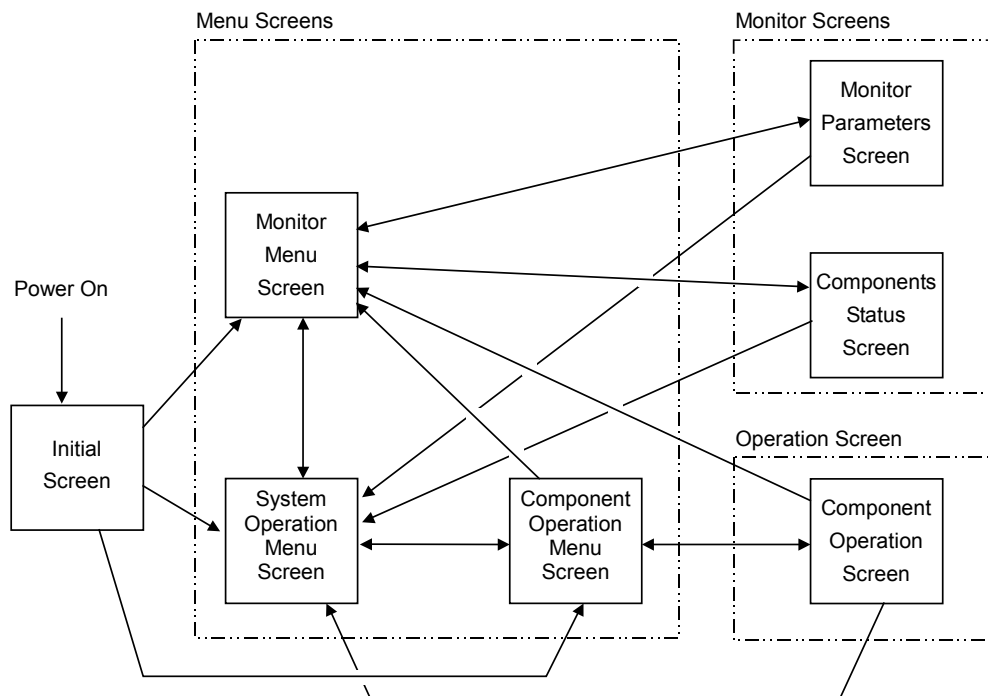 Menu Screens
Monitor Screens
Monitor
Parameters
Screen
Monitor
Menu
Screen
Components
Status
Screen
Power On
Initial
Screen
Operation Screen
System
Operation
Menu
Screen
Component
Operation
Menu
Screen
Component
Operation
Screen